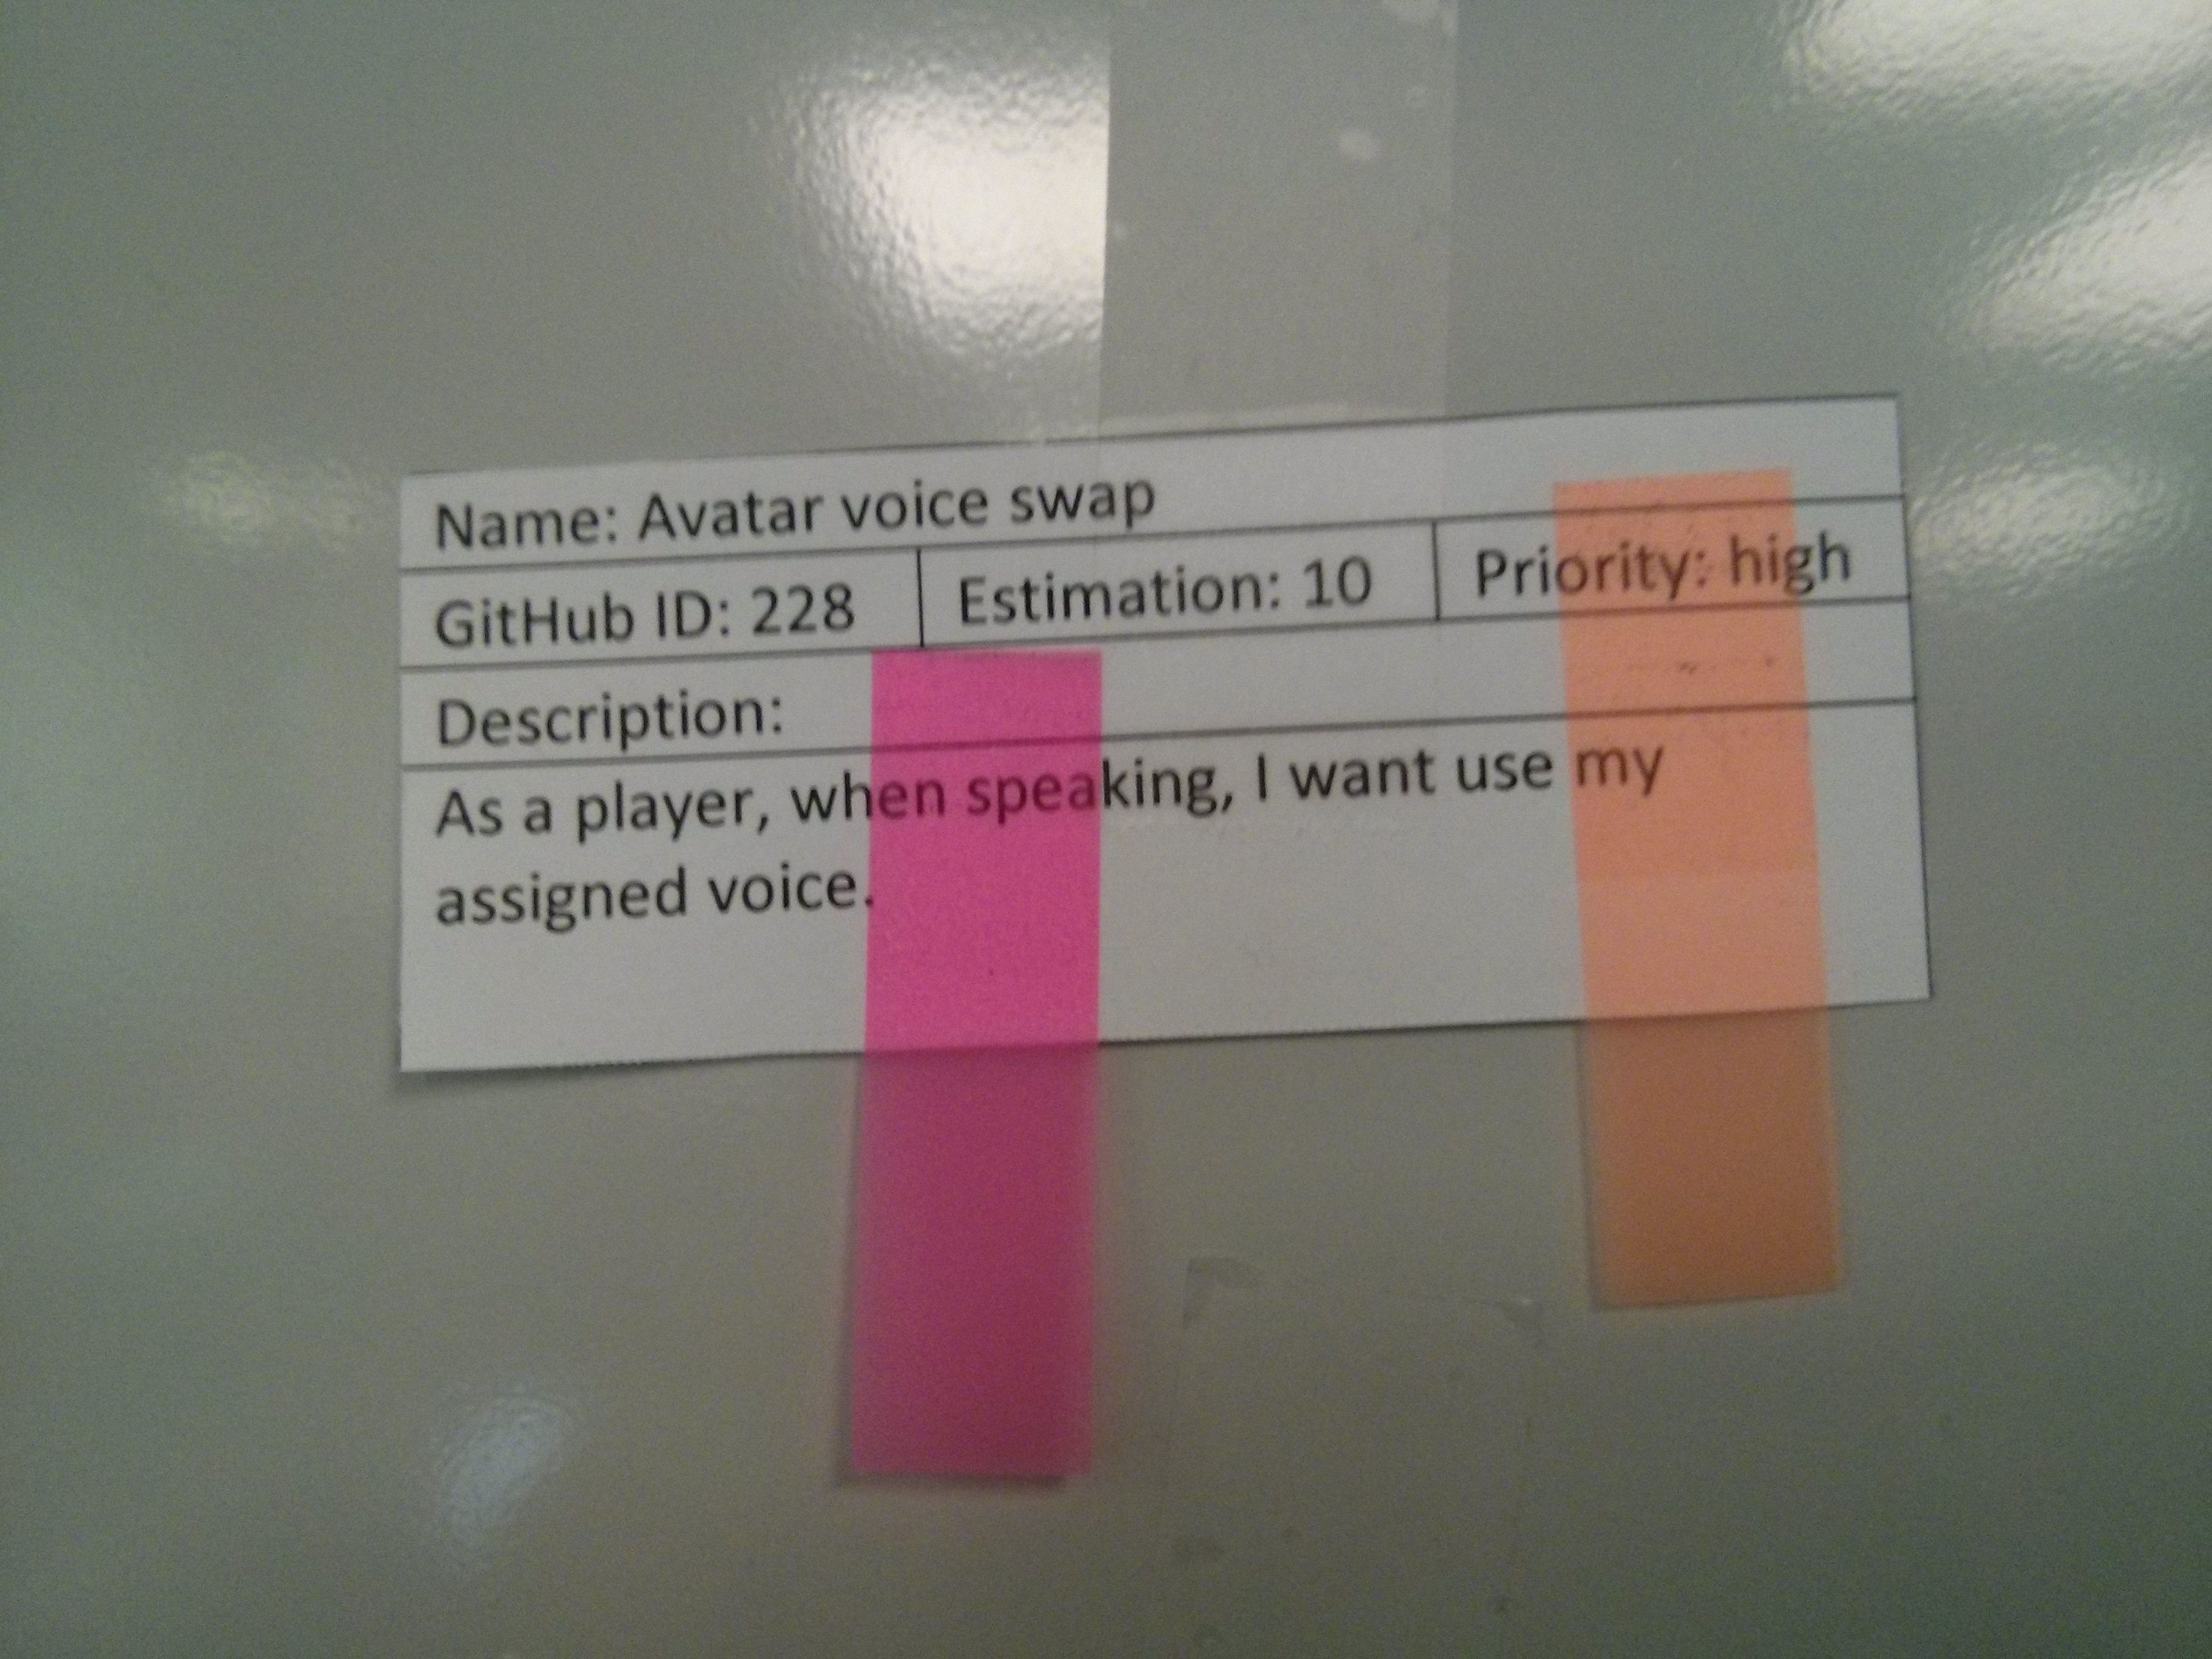 Name: Avatar voice swap
GitHub ID: 228 Estimation: 10 Priority: high
Description:
As a player, when speaking, I want use my
assigned voice.